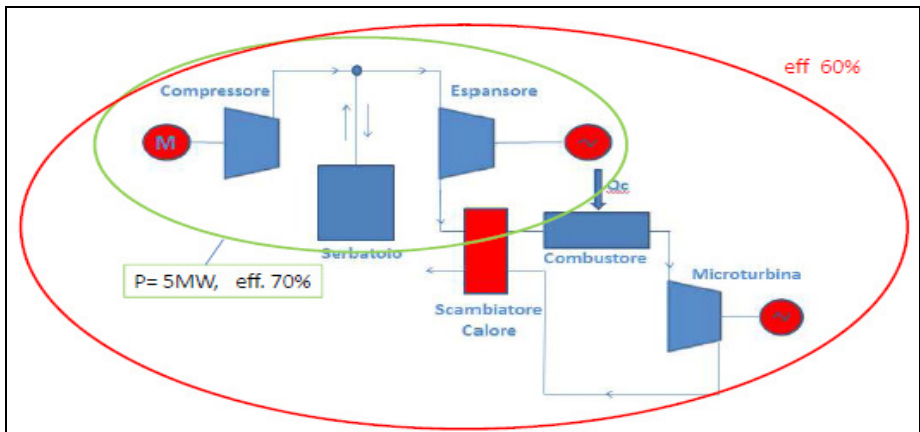 eff 60%
Compressore
Espansore
M
~
Qc
Serbatoio
Combustore
P= 5MW, eff. 70%
Microturbina
Scambiatore
Calore
~